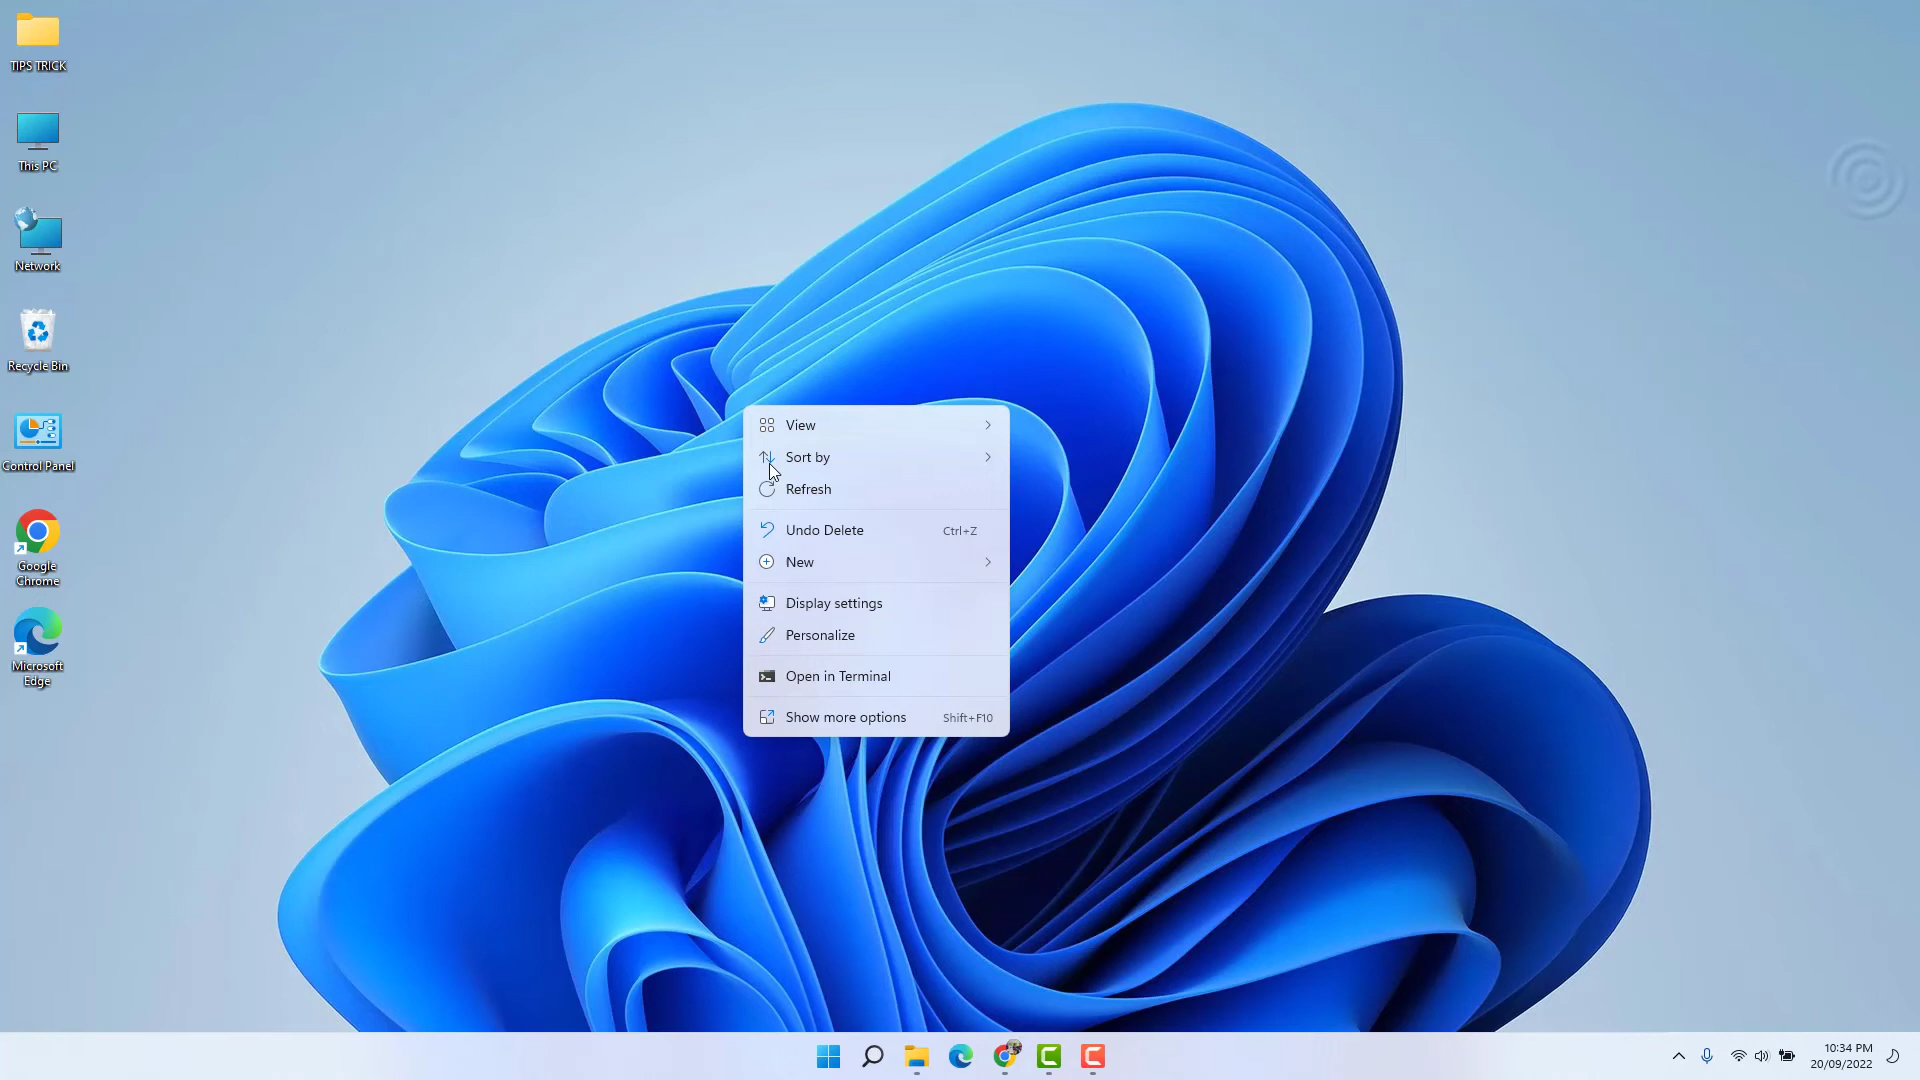 TIPS TRICK
This PC
Network
Recycle Bin
Control Panel
Google
Chrome
Microsoft
Edge
View
Sort by
Refresh
Undo Delete Ctrl+Z
New
Display settings
Personalize
Open in Terminal
Show more options Shift+F10
10:34 PM
20/09/2022